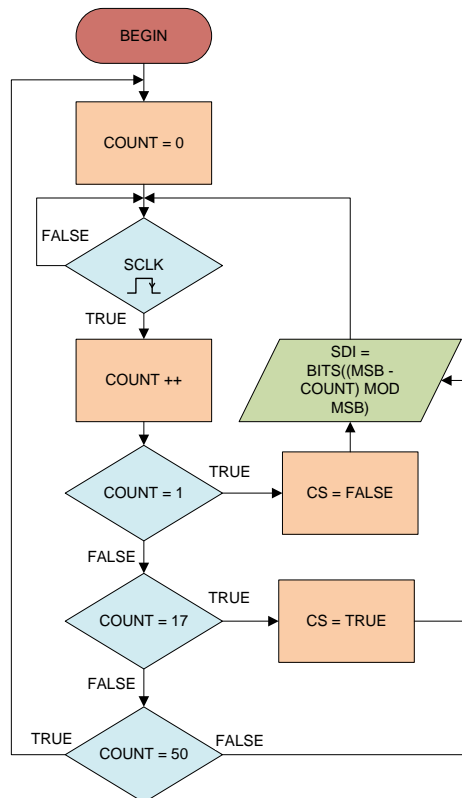 BEGIN
COUNT = 0
FALSE
SCLK
TRUE
COUNT ++
SDI =
BITS((MSB -
COUNT) MOD
MSB)
COUNT = 1
TRUE
CS = FALSE
FALSE
COUNT = 17
TRUE
CS = TRUE
FALSE
TRUE
COUNT = 50
FALSE